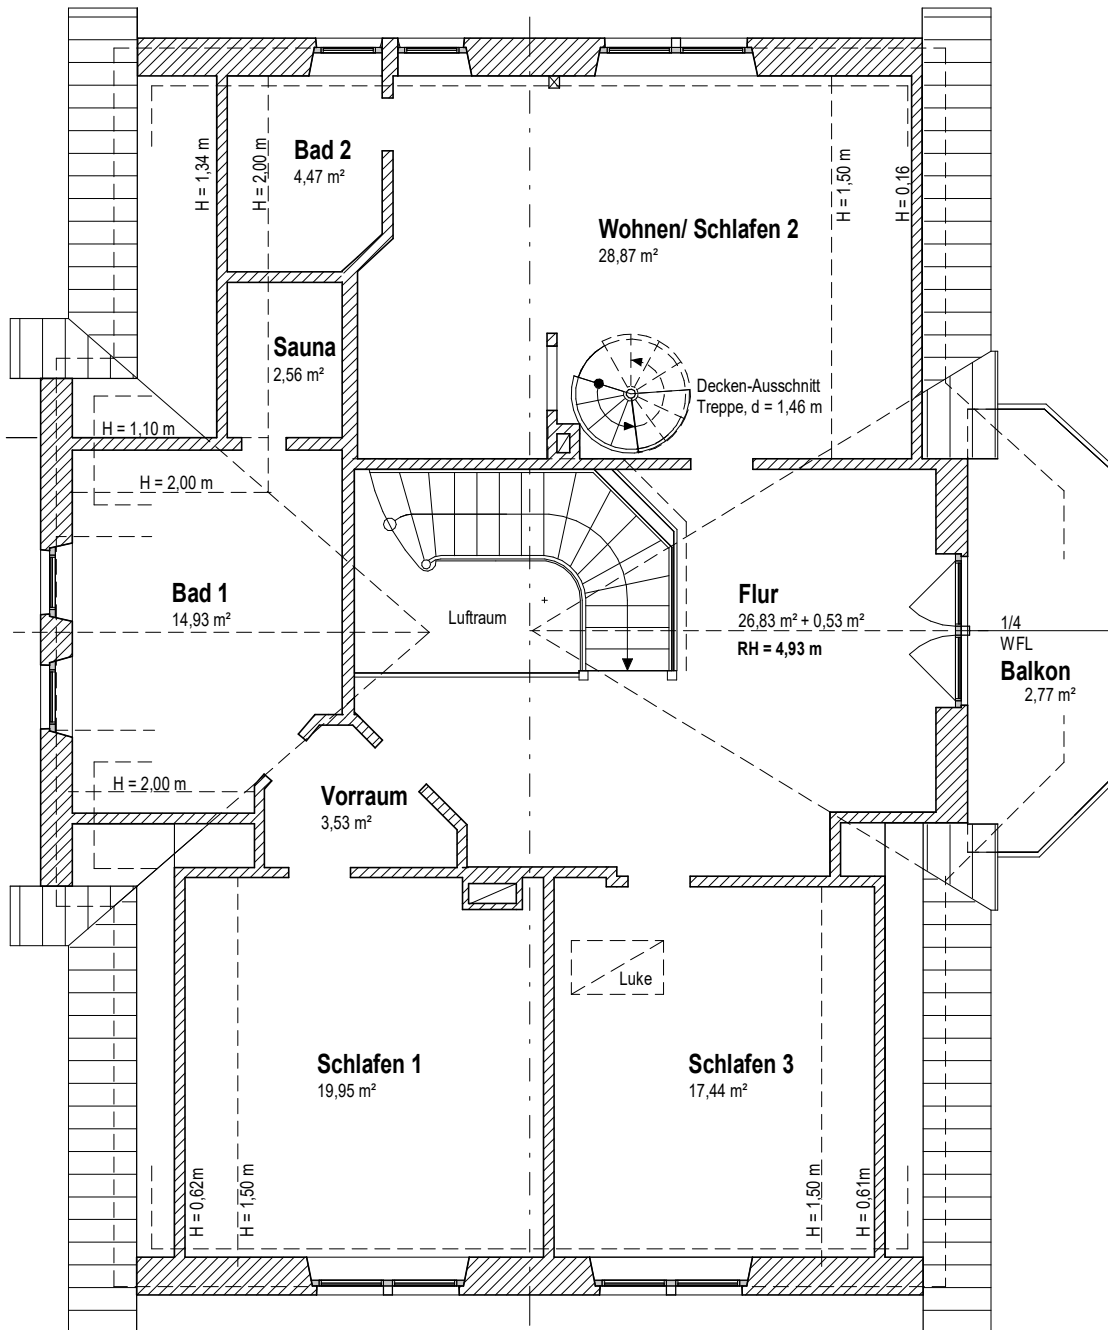 H = 1,34 m
H = 2,00 m
Bad 2
4,47 m²
Wohnen/ Schlafen 2
28,87 m²
H = 1,50 m
H = 0,16
Sauna
2,56 m²
Decken-Ausschnitt
Treppe, d = 1,46 m
H = 1,10 m
H = 2,00 m
Bad 1
14,93 m²
Luftraum
Flur
26,83 m² + 0,53 m²
RH = 4,93 m
1/4
WFL
Balkon
2,77 m²
H = 2,00 m
Vorraum
3,53 m²
Luke
Schlafen 1
19,95 m²
Schlafen 3
17,44 m²
H = 0,62m
H = 1,50 m
H = 1,50 m
H = 0,61m